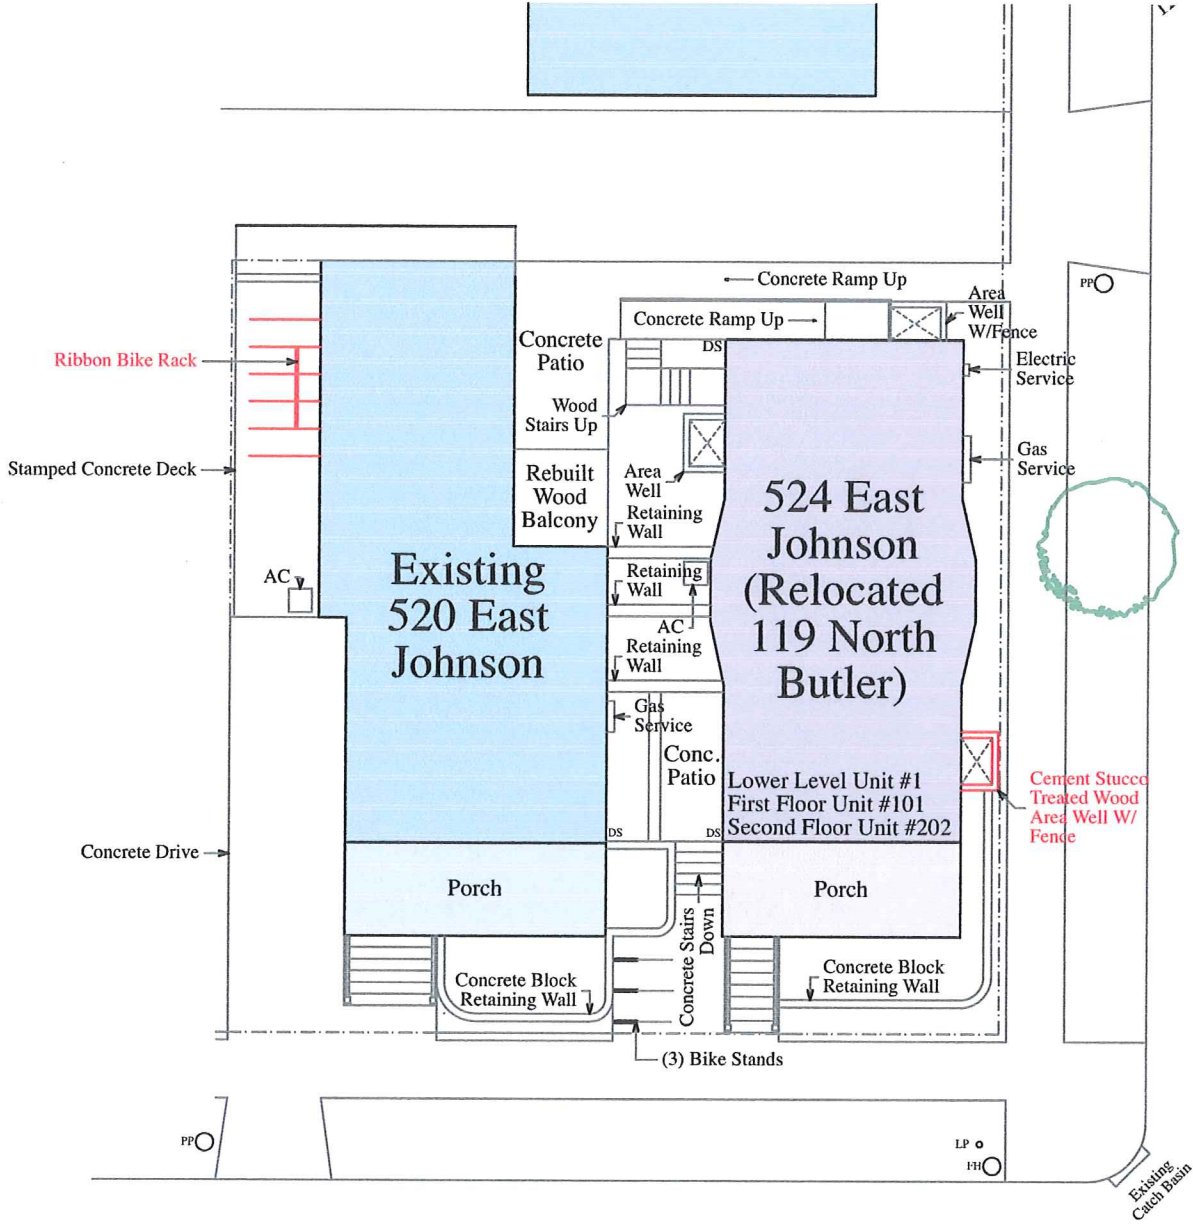 Concrete Ramp Up
PP
Area
Well
W/Fence
Concrete Ramp Up
Concrete
Patio
DS
Ribbon Bike Rack
Electric
Service
Wood
Stairs Up
Stamped Concrete Deck
Gas
Service
Rebuilt
Wood
Balcony
Area
Well
Retaining
Wall
524 East
Johnson
(Relocated
119 North
Butler)
Existing
520 East
Johnson
AC
Retaining
Wall
AC
Retaining
Wall
Gas
Service
Conc.
Patio
Lower Level Unit #1
First Floor Unit #101
Second Floor Unit #202
Cement Stucco
Treated Wood
Area Well W/
Fence
DS
DS
Concrete Drive
Porch
Porch
Concrete Stairs
Down
Concrete Block
Retaining Wall
Concrete Block
Retaining Wall
(3) Bike Stands
PP
LP
FH
Existing
Catch Basin